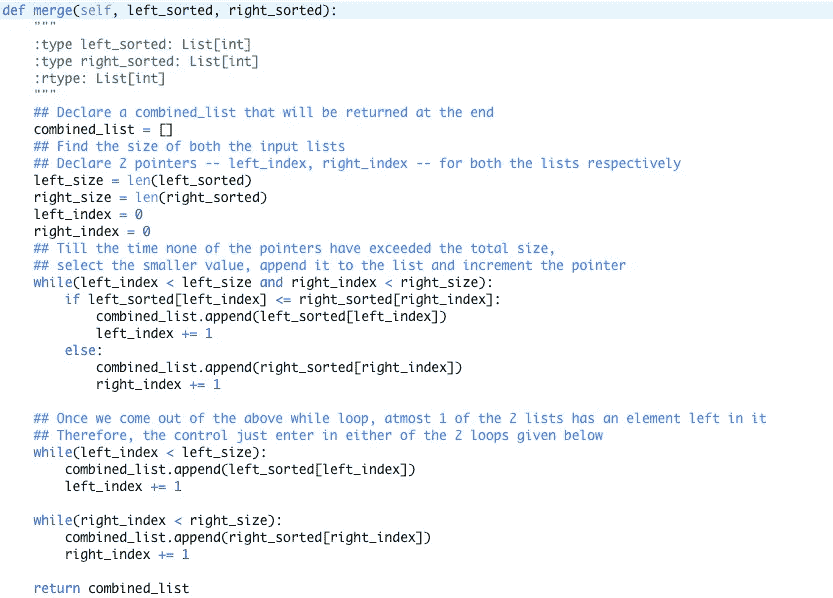 def merge(self, left_sorted, right_sorted):
    """
    :type left_sorted: List[int]
    :type right_sorted: List[int]
    :rtype: List[int]
    """
    ## Declare a combined_list that will be returned at the end
    combined_list = []
    ## Find the size of both the input lists
    ## Declare 2 pointers -- left_index, right_index -- for both the lists respectively
    left_size = len(left_sorted)
    right_size = len(right_sorted)
    left_index = 0
    right_index = 0
    ## Till the time none of the pointers have exceeded the total size,
    ## select the smaller value, append it to the list and increment the pointer
    while(left_index < left_size and right_index < right_size):
        if left_sorted[left_index] <= right_sorted[right_index]:
            combined_list.append(left_sorted[left_index])
            left_index += 1
        else:
            combined_list.append(right_sorted[right_index])
            right_index += 1

    ## Once we come out of the above while loop, atmost 1 of the 2 lists has an element left in it
    ## Therefore, the control just enter in either of the 2 loops given below
    while(left_index < left_size):
        combined_list.append(left_sorted[left_index])
        left_index += 1

    while(right_index < right_size):
        combined_list.append(right_sorted[right_index])
        right_index += 1

    return combined_list